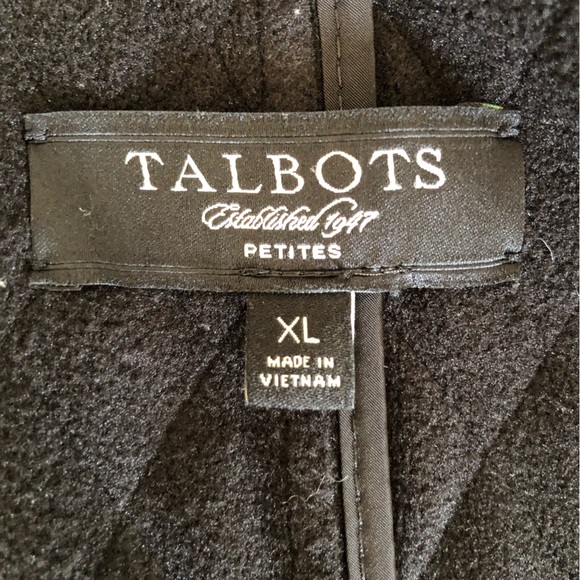 TALBOTS
Established 1947
PETITES
XL
MADE IN
VIETNAM